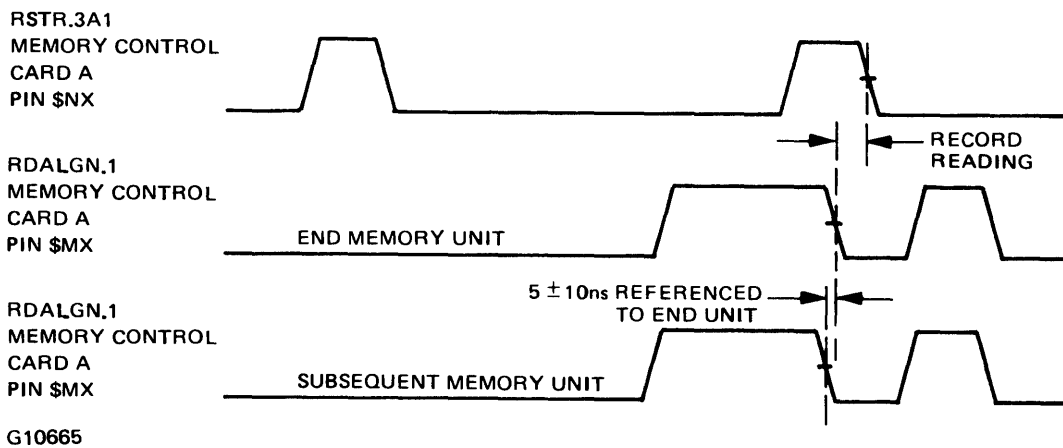 RSTR.3A1
MEMORY CONTROL
CARD A
PIN $NX
RECORD
READING
RDALGN.1
MEMORY CONTROL
CARD A
PIN $MX
END MEMORY UNIT
5 ±10ns REFERENCED
TO END UNIT
RDALGN.1
MEMORY CONTROL
CARD A
PIN $MX
SUBSEQUENT MEMORY UNIT
G10665